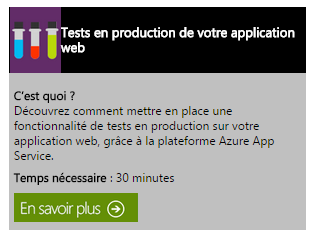 Tests en production de votre application
web
C'est quoi ?
Découvrez comment mettre en place une
fonctionnalité de tests en production sur votre
application web, grâce à la plateforme Azure App
Service.
Temps nécessaire : 30 minutes
En savoir plus